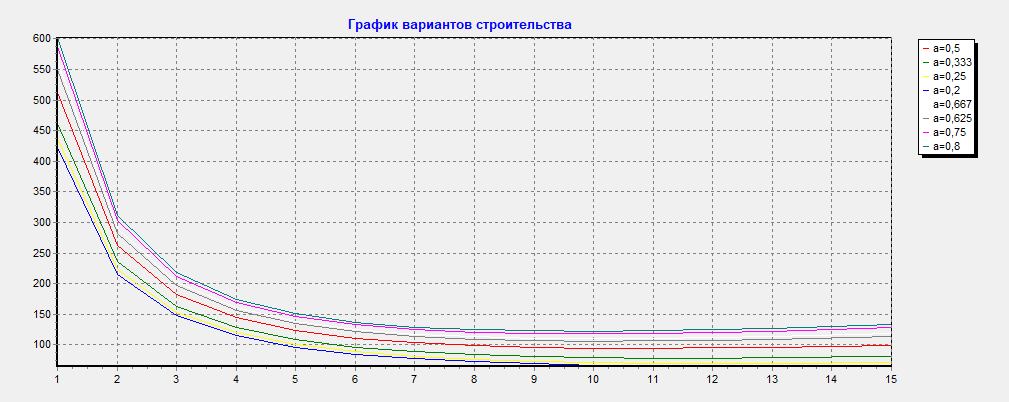 График вариантов строительства
600
550
500
450
400
350
300
250
200
150
100
1 2 3 4 5 6 7 8 9 10 11 12 13 14 15
a=0,5
a=0,333
a=0,25
a=0,2
a=0,667
a=0,625
a=0,75
a=0,8